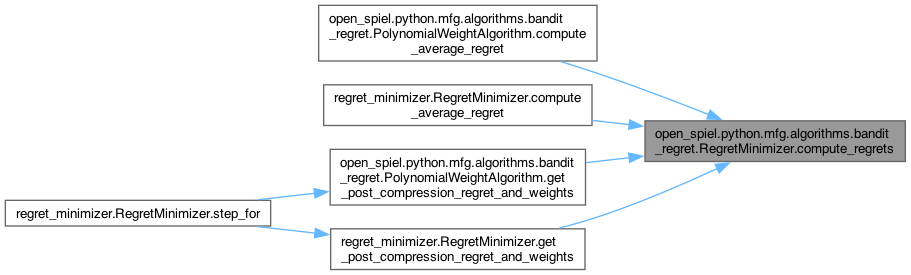 open_spiel.python.mfg.algorithms.bandit
_regret.PolynomialWeightAlgorithm.compute
_average_regret
regret_minimizer.RegretMinimizer.compute
_average_regret
open_spiel.python.mfg.algorithms.bandit
_regret.RegretMinimizer.compute_regrets
open_spiel.python.mfg.algorithms.bandit
_regret.PolynomialWeightAlgorithm.get
_post_compression_regret_and_weights
regret_minimizer.RegretMinimizer.step_for
regret_minimizer.RegretMinimizer.get
_post_compression_regret_and_weights